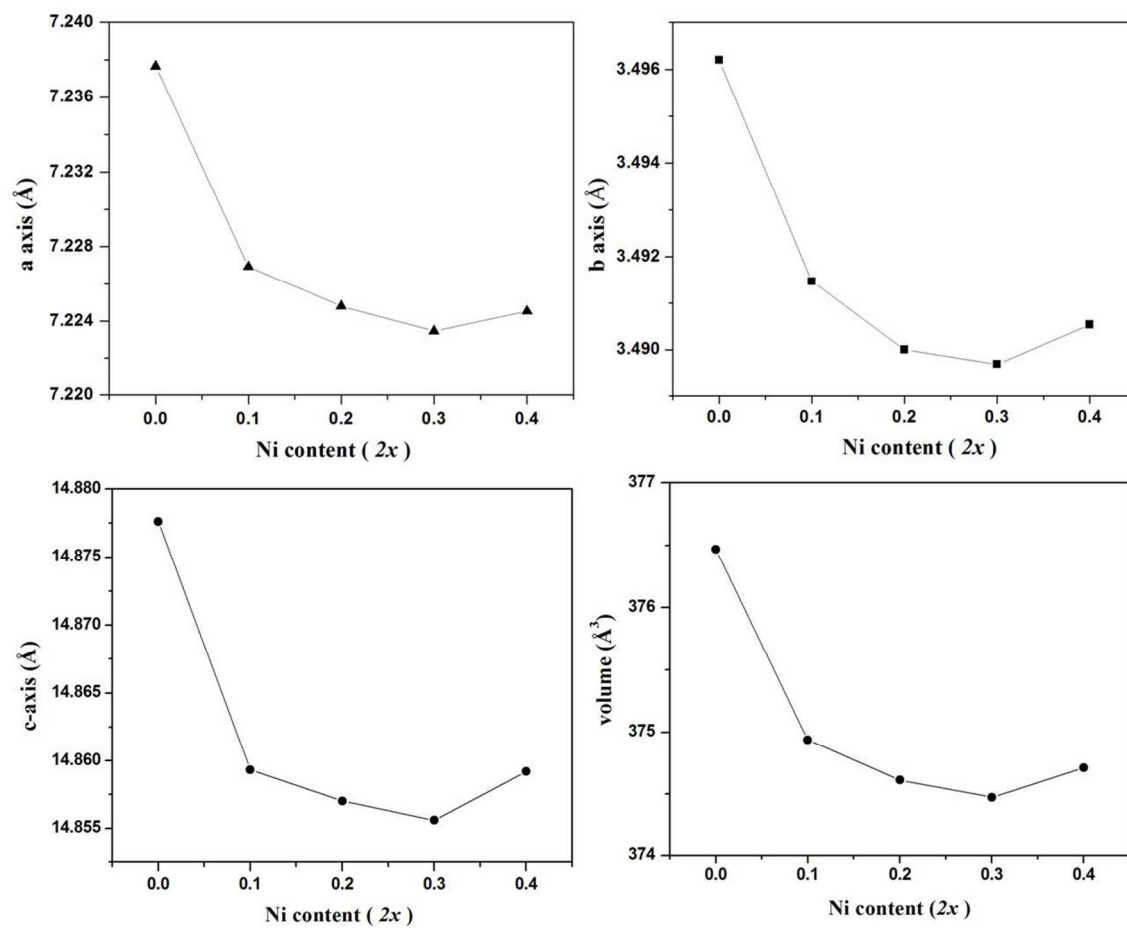 7.240
7.236
7.232
7.228
7.224
7.220
a axis (Å)
0.0 0.1 0.2 0.3 0.4
Ni content ( 2x )
3.496
3.494
3.492
3.490
b axis (Å)
0.0 0.1 0.2 0.3 0.4
Ni content ( 2x )
14.880
14.875
14.870
14.865
14.860
14.855
c-axis (Å)
0.0 0.1 0.2 0.3 0.4
Ni content ( 2x )
377
376
375
374
volume (Å³)
0.0 0.1 0.2 0.3 0.4
Ni content (2x )